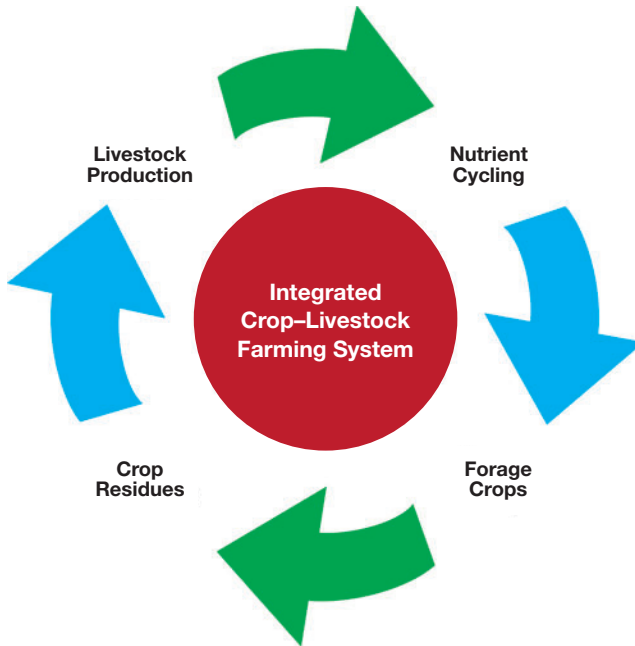 Livestock
Production
Nutrient
Cycling
Integrated
Crop–Livestock
Farming System
Crop
Residues
Forage
Crops